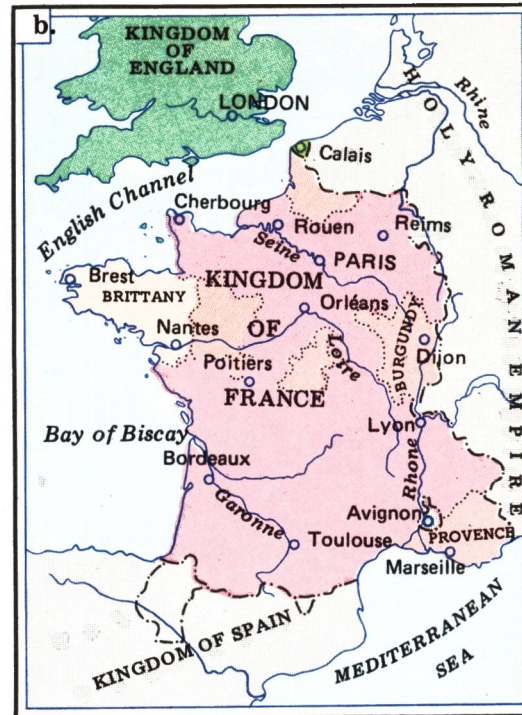 b.
KINGDOM
OF
ENGLAND
LONDON
HOLY ROMAN EMPIRE
Rhine
Calais
English Channel
Cherbourg
Rouen
Reims
Seine
PARIS
Brest
BRITTANY
KINGDOM
OF
FRANCE
Orléans
Nantes
Poitiers
Loire
BURGUNDY
Dijon
Bay of Biscay
Lyon
Bordeaux
Rhone
Garonne
Avignon
Toulouse
PROVENCE
Marseille
KINGDOM OF SPAIN
MEDITERRANEAN
SEA